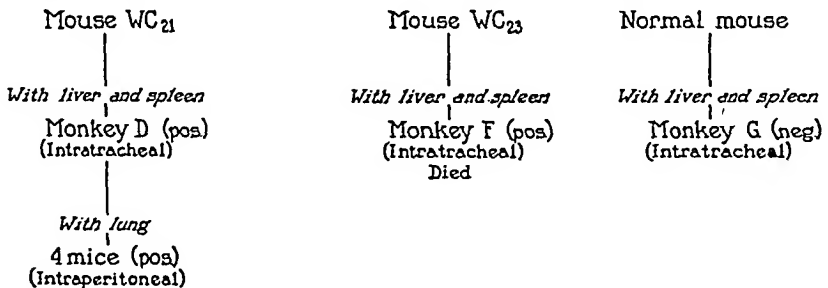 Mouse WC21
With liver and spleen
Monkey D (pos)
(Intratracheal)
With lung
4 mice (pos)
(Intraperitoneal)
Mouse WC23
With liver and spleen
Monkey F (pos)
(Intratracheal)
Died
Normal mouse
With liver and spleen
Monkey G (neg)
(Intratracheal)